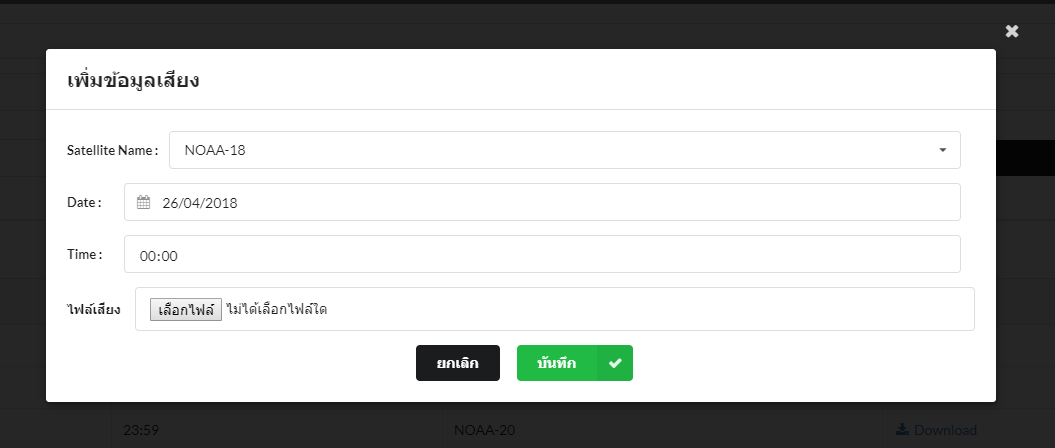 เพิ่มข้อมูลเสียง
Satellite Name : NOAA-18
Date : 26/04/2018
Time : 00:00
ไฟล์เสียง เลือกไฟล์ ไม่ได้เลือกไฟล์ใด
ยกเลิก บันทึก
23:59 NOAA-20 Download